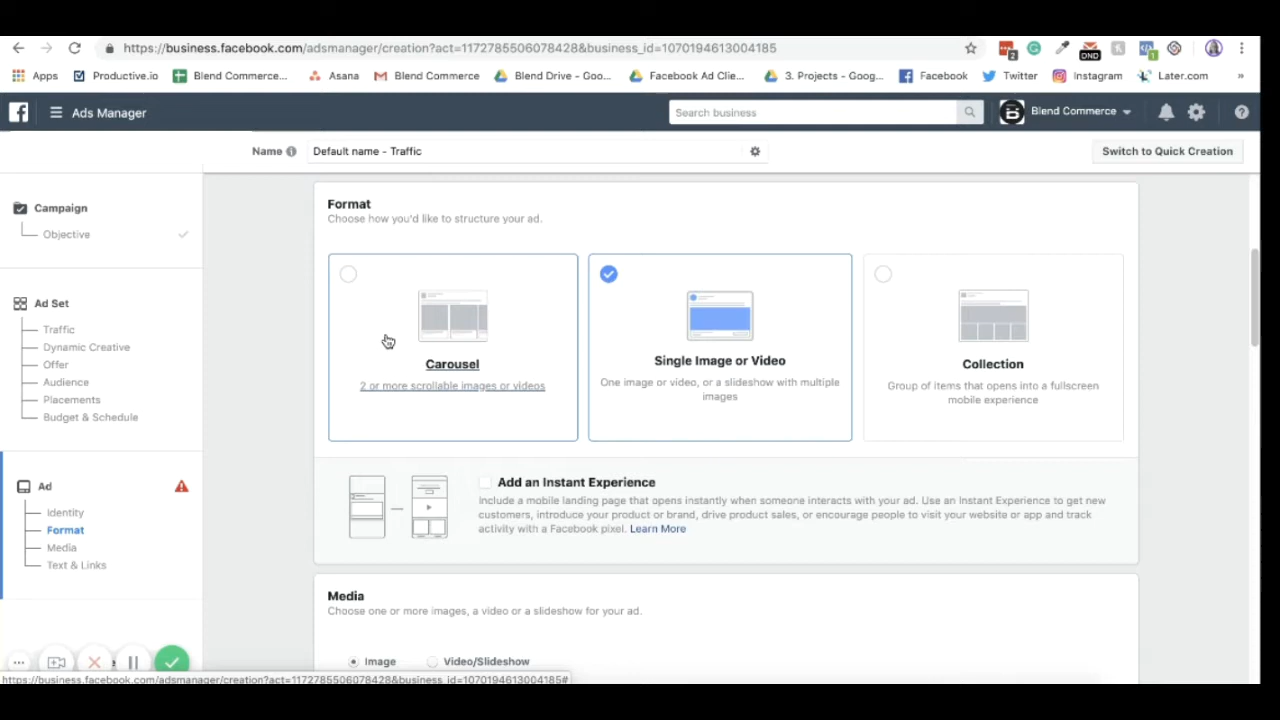 https://business.facebook.com/adsmanager/creation?act=1172785506078428&business_id=1070194613004185
2
DND
1
Apps
Productive.io
Blend Commerce...
Asana
Blend Commerce
Blend Drive - Goo...
Facebook Ad Clie...
3. Projects - Goog...
Facebook
Twitter
Instagram
Later.com
»
Ads Manager
Search business
Blend Commerce
Name
Default name - Traffic
Switch to Quick Creation
Campaign
Objective
Ad Set
Traffic
Dynamic Creative
Offer
Audience
Placements
Budget & Schedule
Ad
Identity
Format
Media
Text & Links
Format
Choose how you'd like to structure your ad.
Carousel
2 or more scrollable images or videos
Single Image or Video
One image or video, or a slideshow with multiple
images
Collection
Group of items that opens into a fullscreen
mobile experience
Add an Instant Experience
Include a mobile landing page that opens instantly when someone interacts with your ad. Use an Instant Experience to get new
customers, introduce your product or brand, drive product sales, or encourage people to visit your website or app and track
activity with a Facebook pixel. Learn More
Media
Choose one or more images, a video or a slideshow for your ad.
Image
Video/Slideshow
https://business.facebook.com/adsmanager/creation?act=1172785506078428&business_id=1070194613004185#